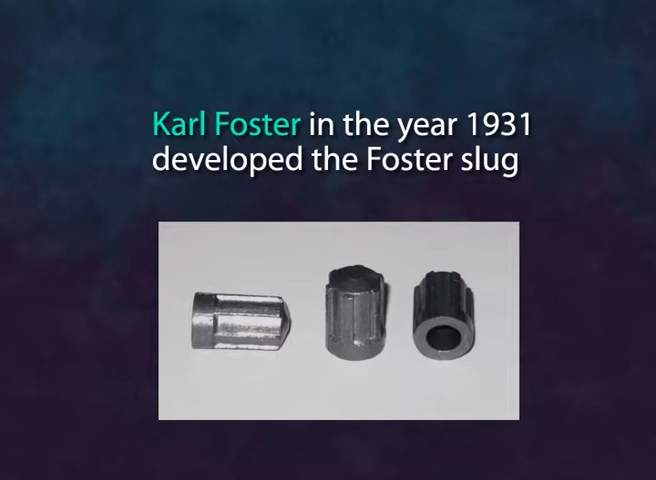 Karl Foster in the year 1931
developed the Foster slug